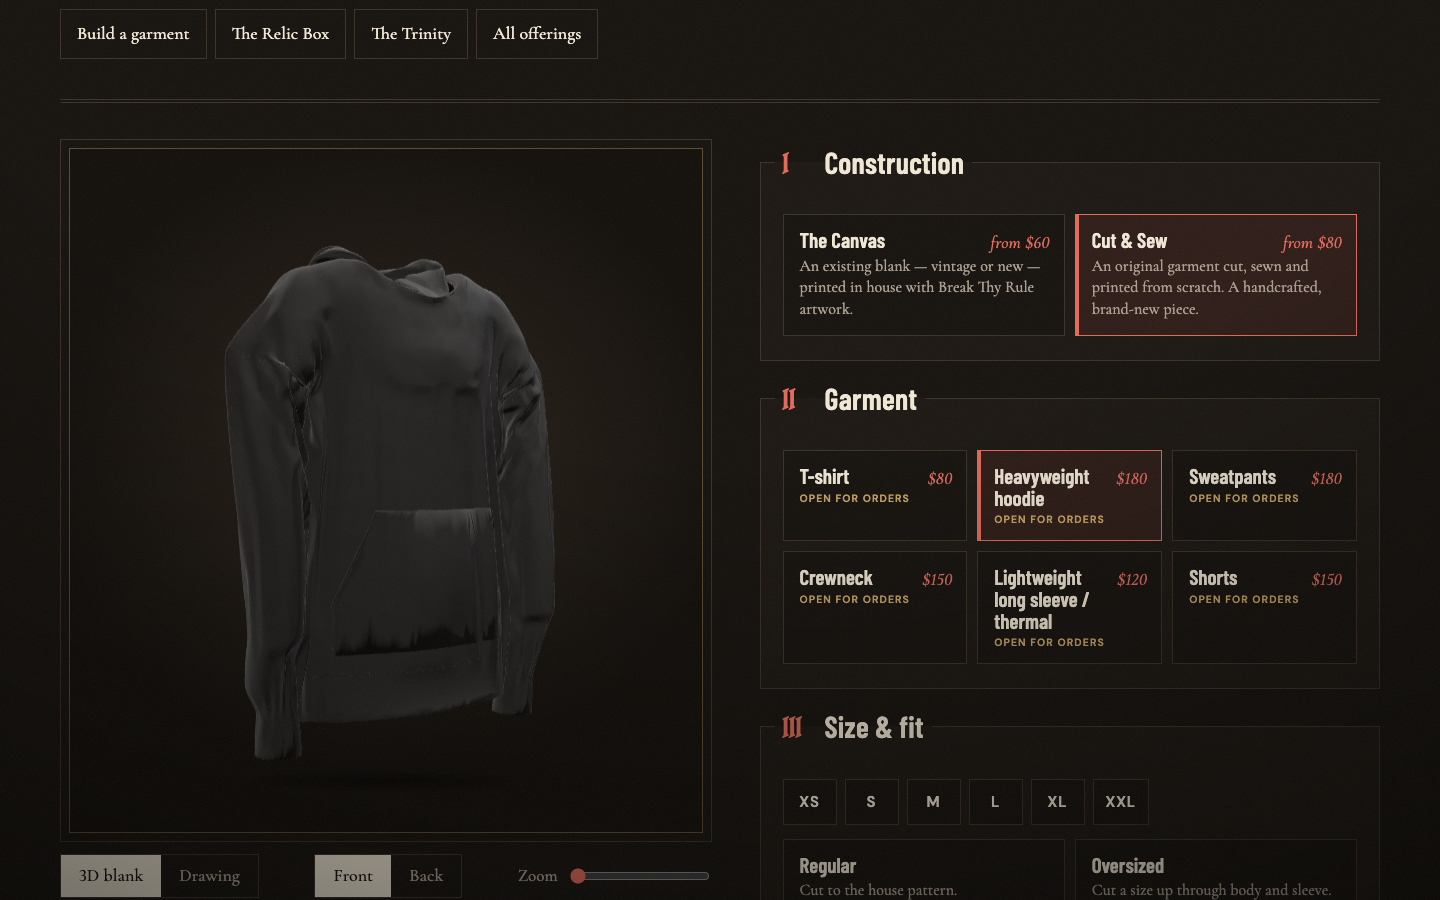 Build a garment
The Relic Box
The Trinity
All offerings
I Construction
The Canvas from $60
An existing blank — vintage or new —
printed in house with Break Thy Rule
artwork.
Cut & Sew from $80
An original garment cut, sewn and
printed from scratch. A handcrafted,
brand-new piece.
II Garment
T-shirt $80
OPEN FOR ORDERS
Heavyweight $180
hoodie
OPEN FOR ORDERS
Sweatpants $180
OPEN FOR ORDERS
Crewneck $150
OPEN FOR ORDERS
Lightweight $120
long sleeve /
thermal
OPEN FOR ORDERS
Shorts $150
OPEN FOR ORDERS
III Size & fit
XS S M L XL XXL
Regular
Cut to the house pattern.
Oversized
Cut a size up through body and sleeve.
3D blank Drawing
Front Back
Zoom